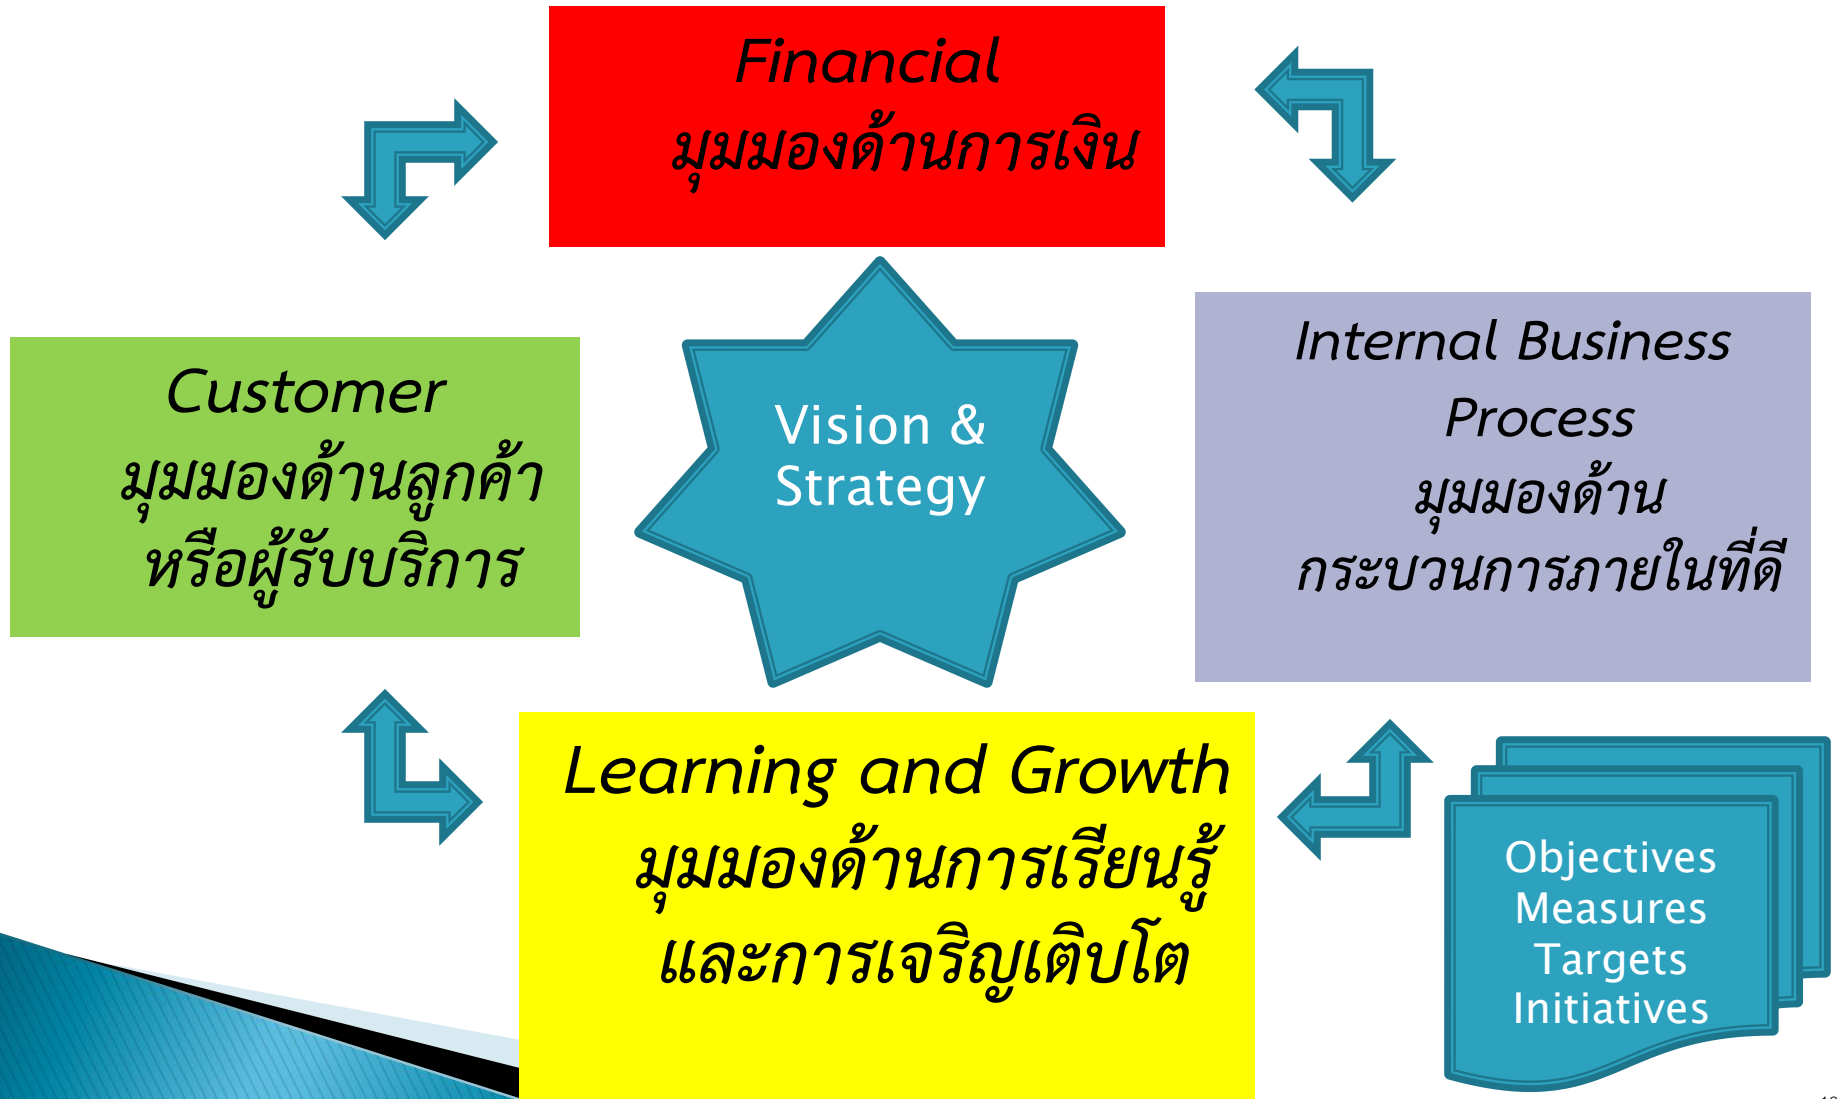 Financial
มุมมองด้านการเงิน
Customer
มุมมองด้านลูกค้า
หรือผู้รับบริการ
Vision &
Strategy
Internal Business
Process
มุมมองด้าน
กระบวนการภายในที่ดี
Learning and Growth
มุมมองด้านการเรียนรู้
และการเจริญเติบโต
Objectives
Measures
Targets
Initiatives